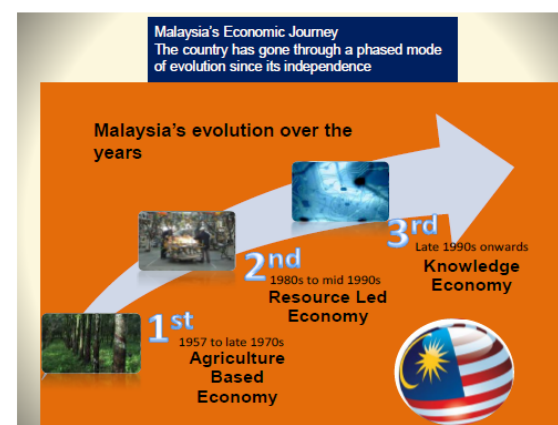 Malaysia's Economic Journey
The country has gone through a phased mode
of evolution since its independence
Malaysia's evolution over the
years
3rd
Late 1990s onwards
Knowledge
Economy
2nd
1980s to mid 1990s
Resource Led
Economy
1st
1957 to late 1970s
Agriculture
Based
Economy